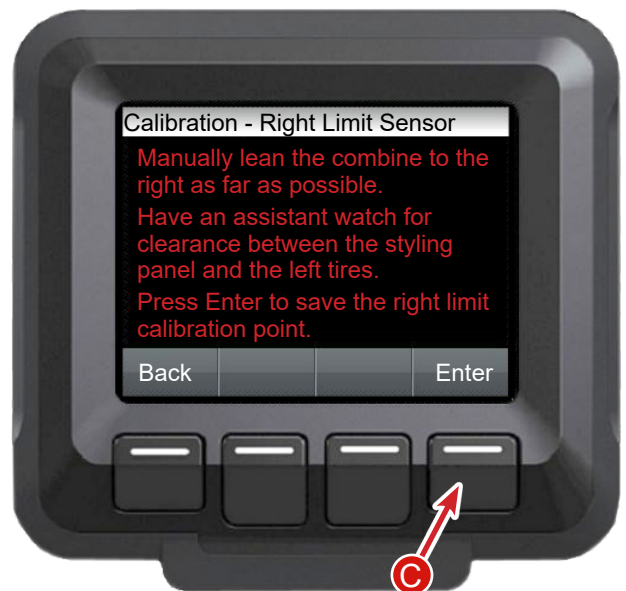 Calibration - Right Limit Sensor
Manually lean the combine to the
right as far as possible.
Have an assistant watch for
clearance between the styling
panel and the left tires.
Press Enter to save the right limit
calibration point.
Back Enter
C